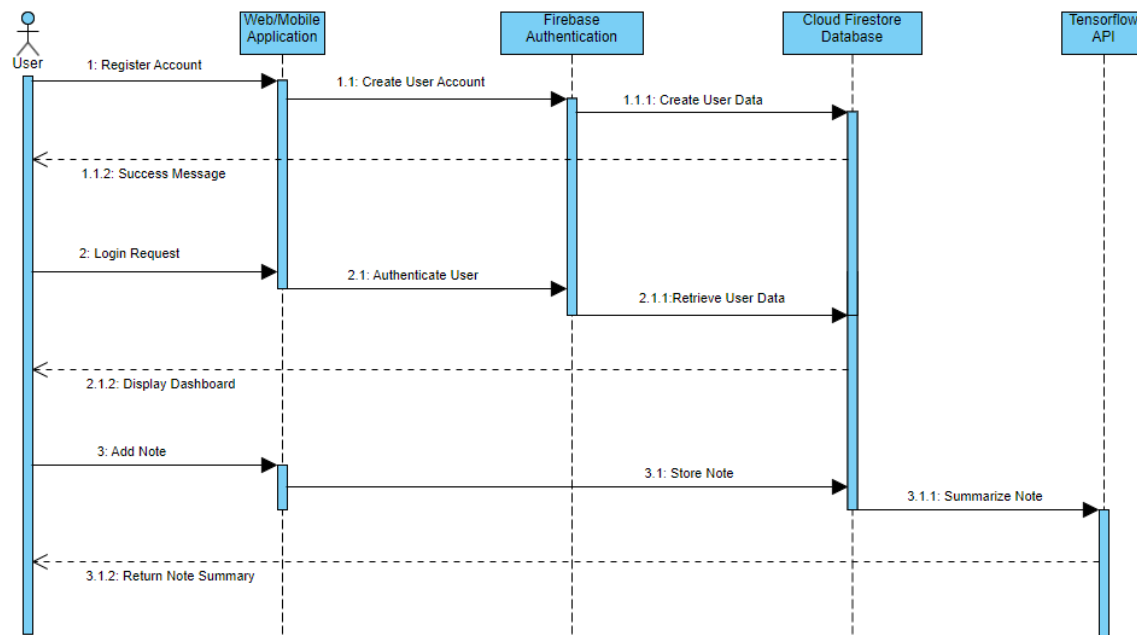 Web/Mobile
Application
Firebase
Authentication
Cloud Firestore
Database
Tensorflow
API
User
1: Register Account
1.1: Create User Account
1.1.1: Create User Data
1.1.2: Success Message
2: Login Request
2.1: Authenticate User
2.1.1:Retrieve User Data
2.1.2: Display Dashboard
3: Add Note
3.1: Store Note
3.1.1: Summarize Note
3.1.2: Return Note Summary